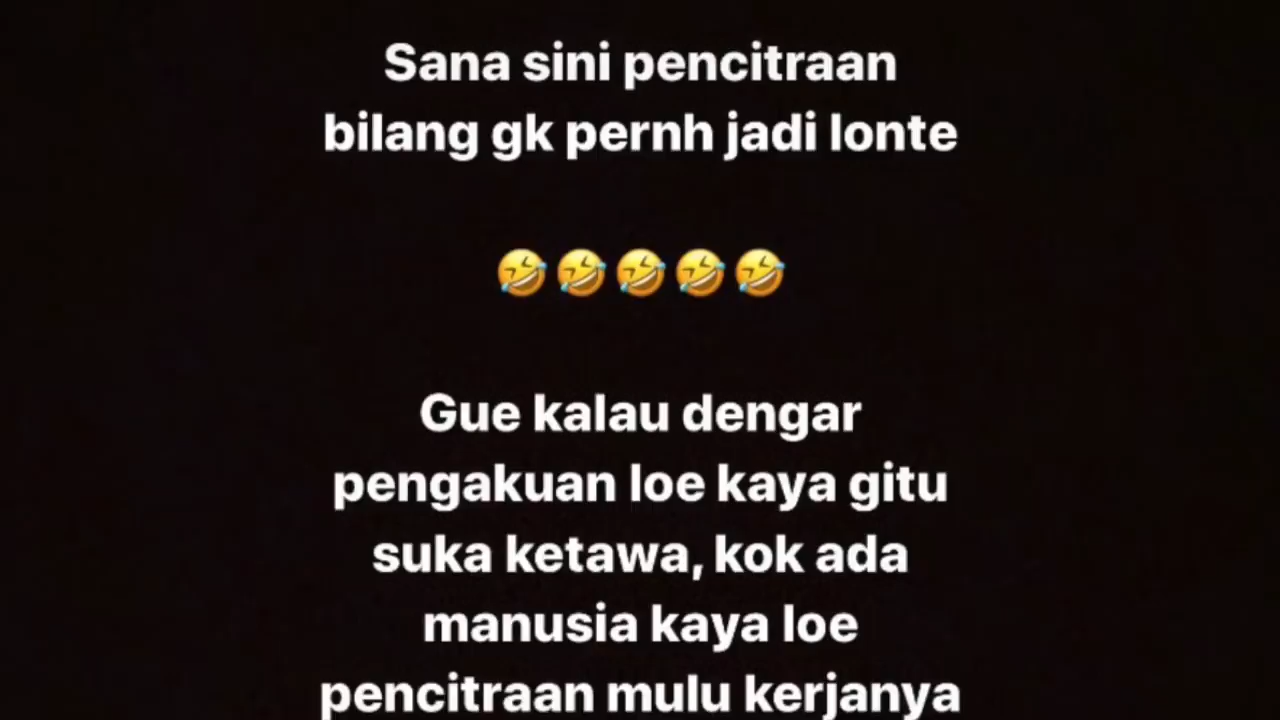 Sana sini pencitraan
bilang gk pernh jadi lonte
🤣🤣🤣🤣🤣
Gue kalau dengar
pengakuan loe kaya gitu
suka ketawa, kok ada
manusia kaya loe
pencitraan mulu kerjanya